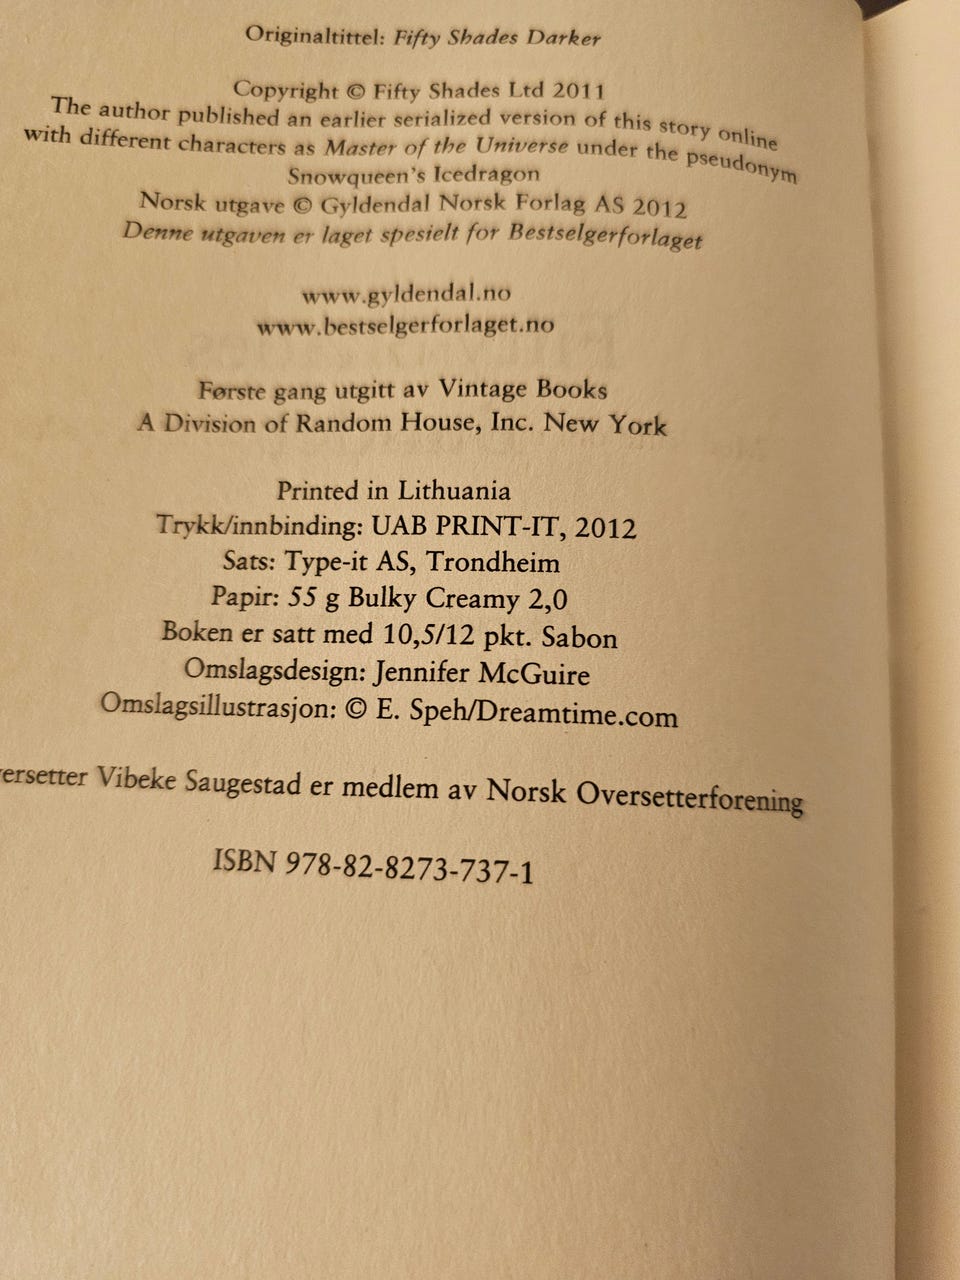 Originaltittel: Fifty Shades Darker
Copyright © Fifty Shades Ltd 2011
The author published an earlier serialized version of this story online
with different characters as Master of the Universe under the pseudonym
Snowqueen's Icedragon
Norsk utgave © Gyldendal Norsk Forlag AS 2012
Denne utgaven er laget spesielt for Bestselgerforlaget
www.gyldendal.no
www.bestselgerforlaget.no
Første gang utgitt av Vintage Books
A Division of Random House, Inc. New York
Printed in Lithuania
Trykk/innbinding: UAB PRINT-IT, 2012
Sats: Type-it AS, Trondheim
Papir: 55 g Bulky Creamy 2,0
Boken er satt med 10,5/12 pkt. Sabon
Omslagsdesign: Jennifer McGuire
Omslagsillustrasjon: © E. Speh/Dreamtime.com
ersetter Vibeke Saugestad er medlem av Norsk Oversetterforening
ISBN 978-82-8273-737-1